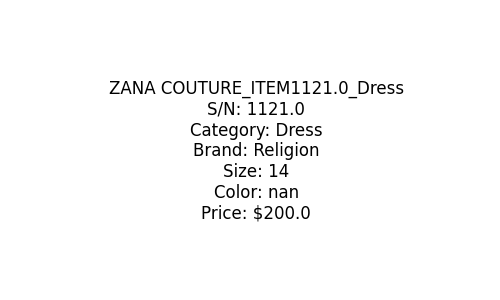 ZANA COUTURE_ITEM1121.0_Dress
S/N: 1121.0
Category: Dress
Brand: Religion
Size: 14
Color: nan
Price: $200.0